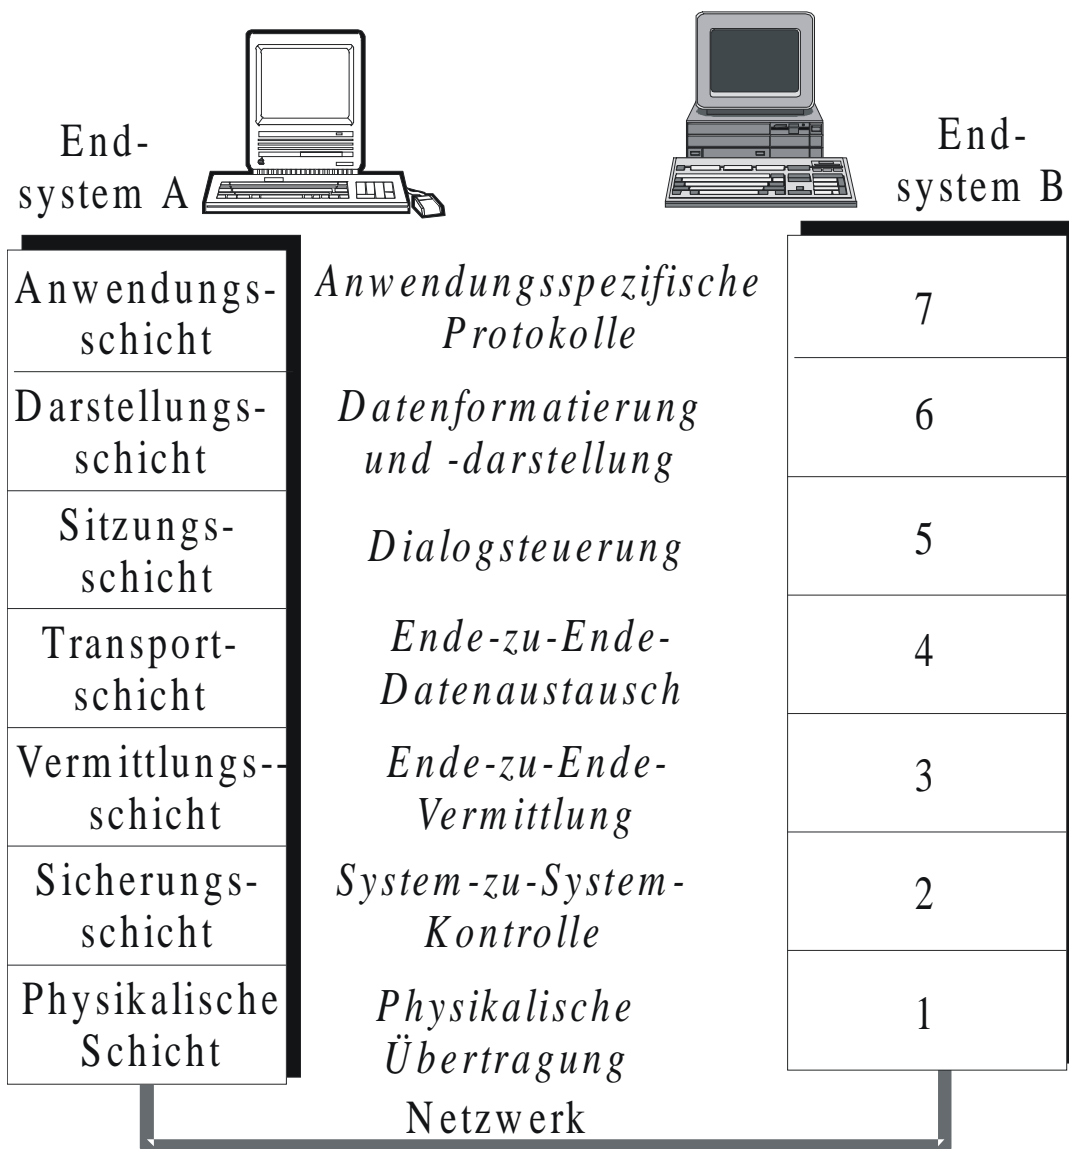 End-
system A
End-
system B
Anwendungs-
schicht
Anwendungsspezifische
Protokolle
7
Darstellungs-
schicht
Datenformatierung
und -darstellung
6
Sitzungs-
schicht
Dialogsteuerung
5
Transport-
schicht
Ende-zu-Ende-
Datenaustausch
4
Vermittlungs--
schicht
Ende-zu-Ende-
Vermittlung
3
Sicherungs-
schicht
System-zu-System-
Kontrolle
2
Physikalische
Schicht
Physikalische
Übertragung
1
Netzwerk